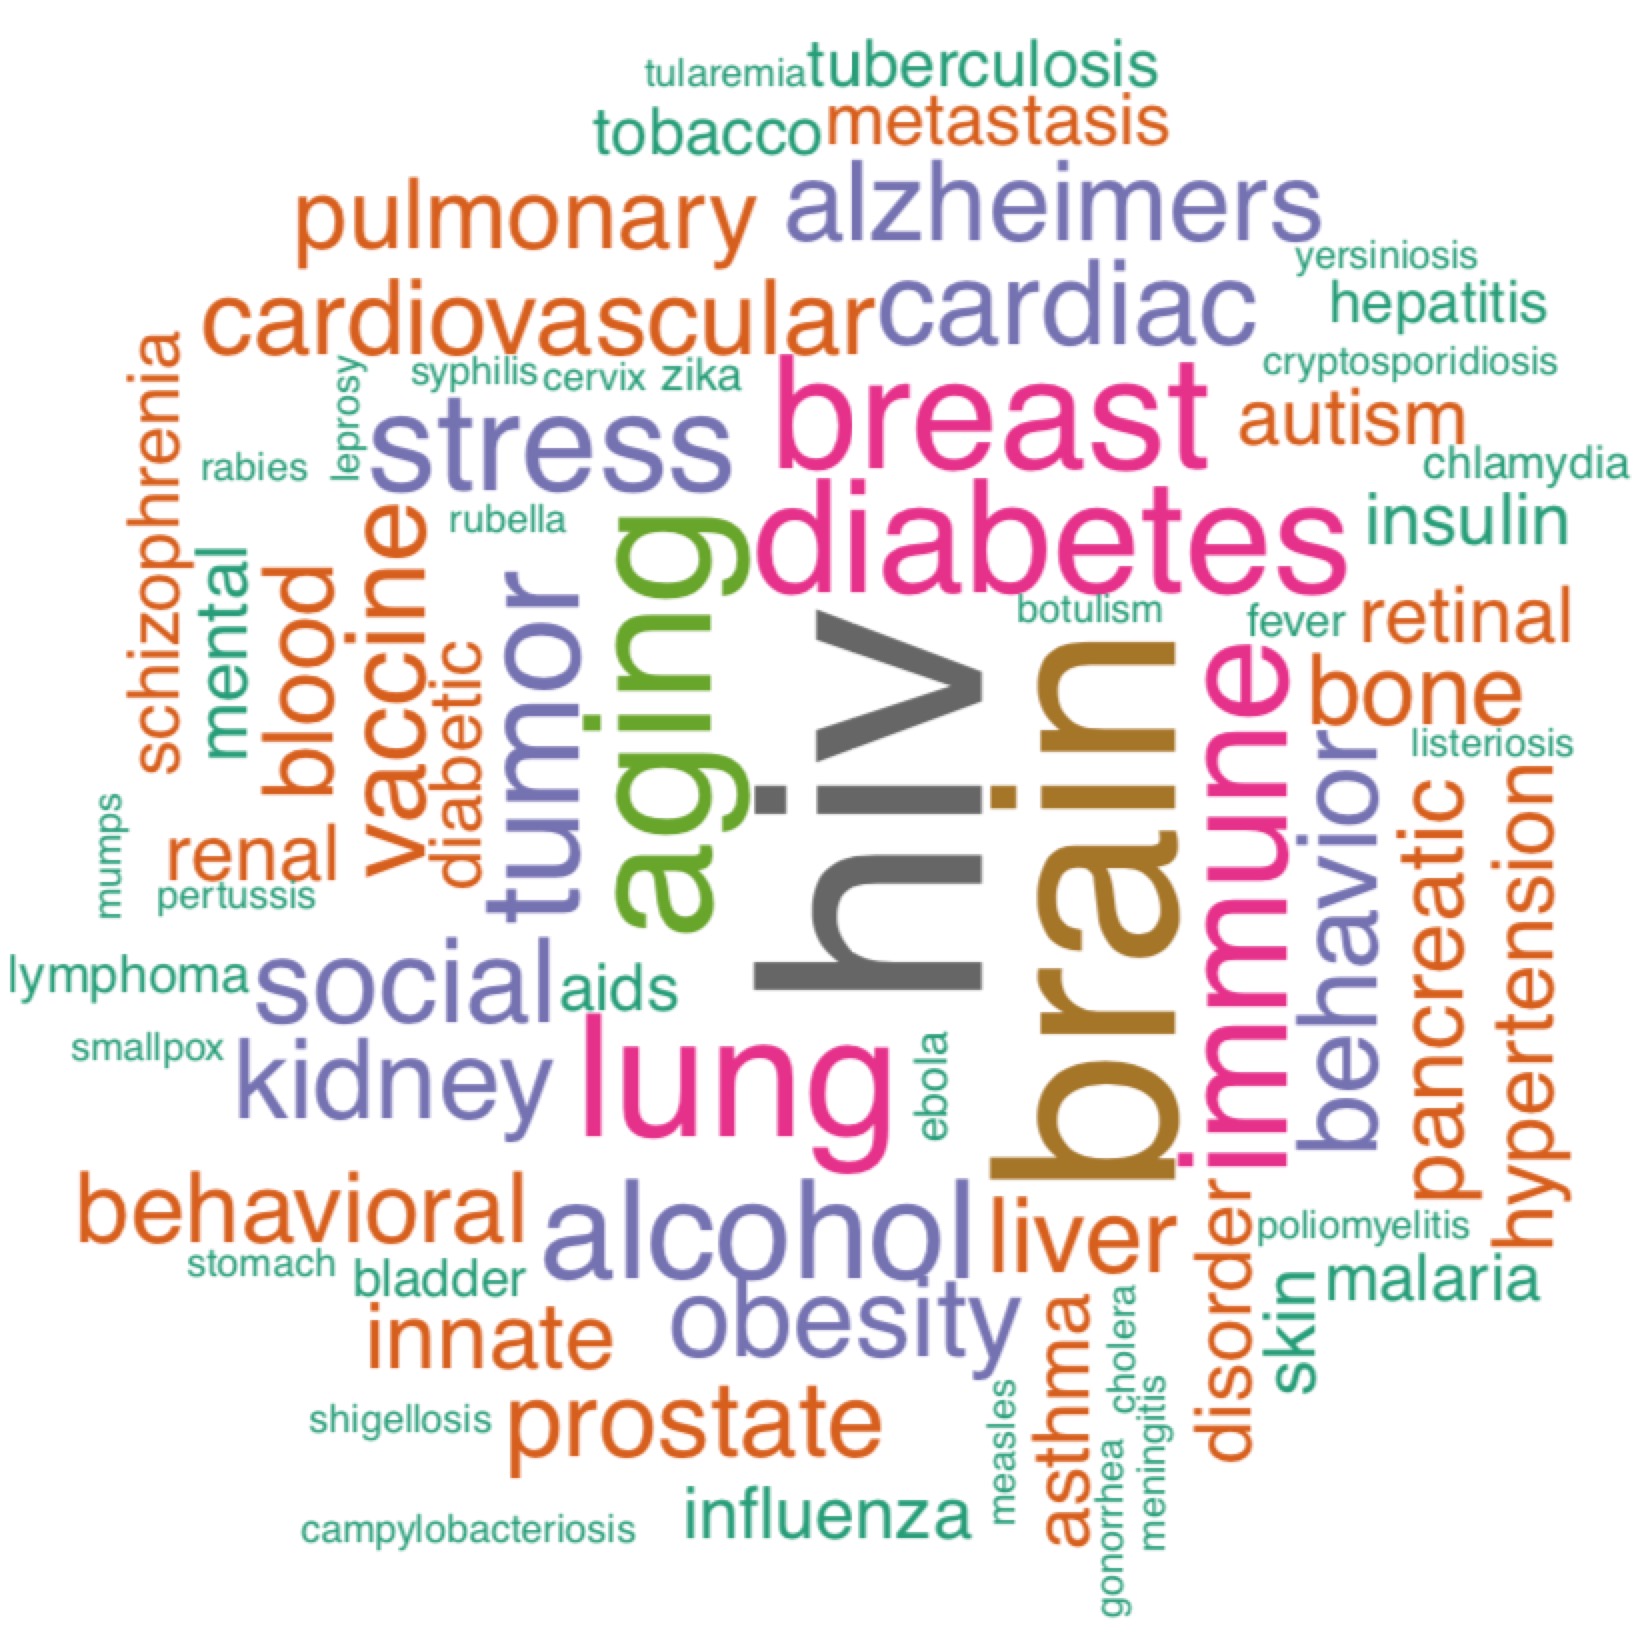 tularemia tuberculosis
tobacco metastasis
pulmonary alzheimers
yersiniosis
cardiovascular cardiac hepatitis
syphilis cervix zika cryptosporidiosis
schizophrenia leprosy stress breast autism
rabies chlamydia
rubella diabetes insulin
mental blood vaccine tumor aging
botulism fever retinal
diabetic hiv brain immune bone
listeriosis
behavior pancreatic hypertension
mumps renal
pertussis
lymphoma social aids
smallpox kidney lung ebola
behavioral alcohol liver disorder poliomyelitis
stomach bladder skin malaria
innate obesity asthma cholera
shigellosis prostate measles meningitis
campylobacteriosis influenza gonorrhea